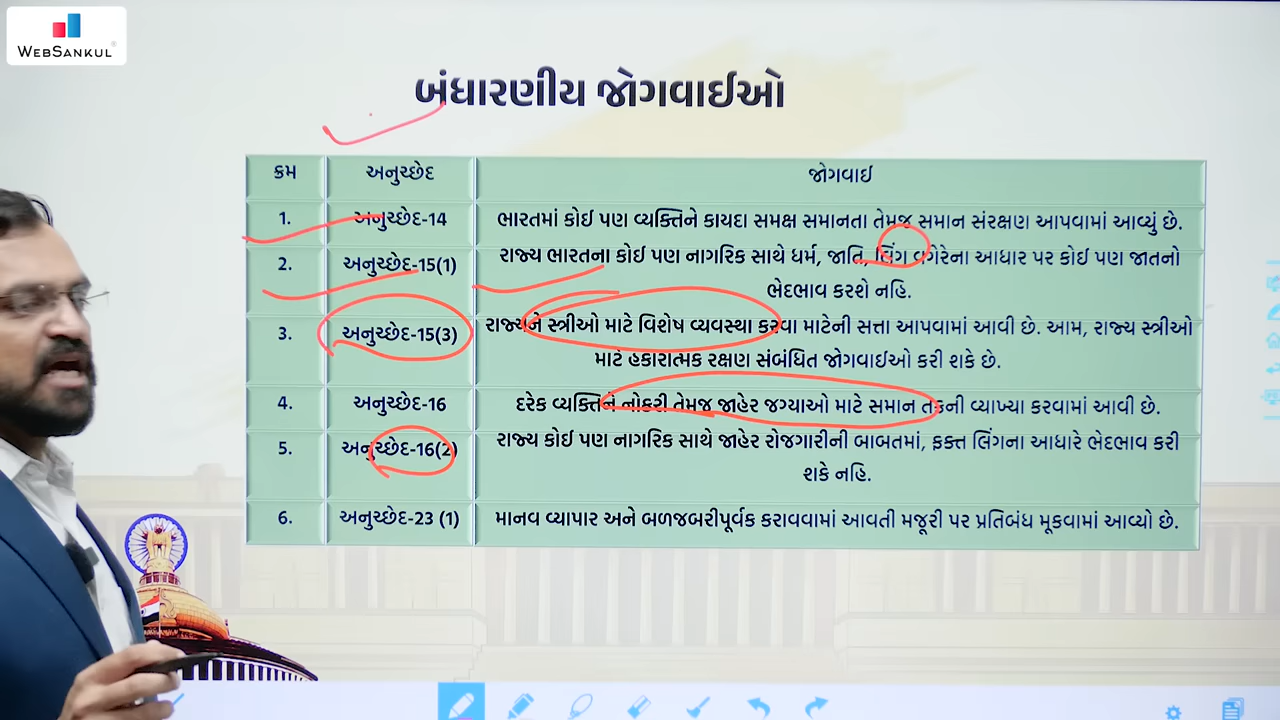 WEBSANKUL
બંધારણીય જોગવાઈઓ
ક્રમ અનુચ્છેદ જોગવાઈ
1. અનુચ્છેદ-14 ભારતમાં કોઈ પણ વ્યક્તિને કાયદા સમક્ષ સમાનતા તેમજ સમાન સંરક્ષણ આપવામાં આવ્યું છે.
2. અનુચ્છેદ-15(1) રાજ્ય ભારતના કોઈ પણ નાગરિક સાથે ધર્મ, જાતિ, લિંગ વગેરેના આધાર પર કોઈ પણ જાતનો
ભેદભાવ કરશે નહિ.
3. અનુચ્છેદ-15(3) રાજ્યને સ્ત્રીઓ માટે વિશેષ વ્યવસ્થા કરવા માટેની સત્તા આપવામાં આવી છે. આમ, રાજ્ય સ્ત્રીઓ
માટે હકારાત્મક રક્ષણ સંબંધિત જોગવાઈઓ કરી શકે છે.
4. અનુચ્છેદ-16 દરેક વ્યક્તિને નોકરી તેમજ જાહેર જગ્યાઓ માટે સમાન તકની વ્યાખ્યા કરવામાં આવી છે.
5. અનુચ્છેદ-16(2) રાજ્ય કોઈ પણ નાગરિક સાથે જાહેર રોજગારીની બાબતમાં, ફક્ત લિંગના આધારે ભેદભાવ કરી
શકે નહિ.
6. અનુચ્છેદ-23 (1) માનવ વ્યાપાર અને બળજબરીપૂર્વક કરાવવામાં આવતી મજૂરી પર પ્રતિબંધ મૂકવામાં આવ્યો છે.